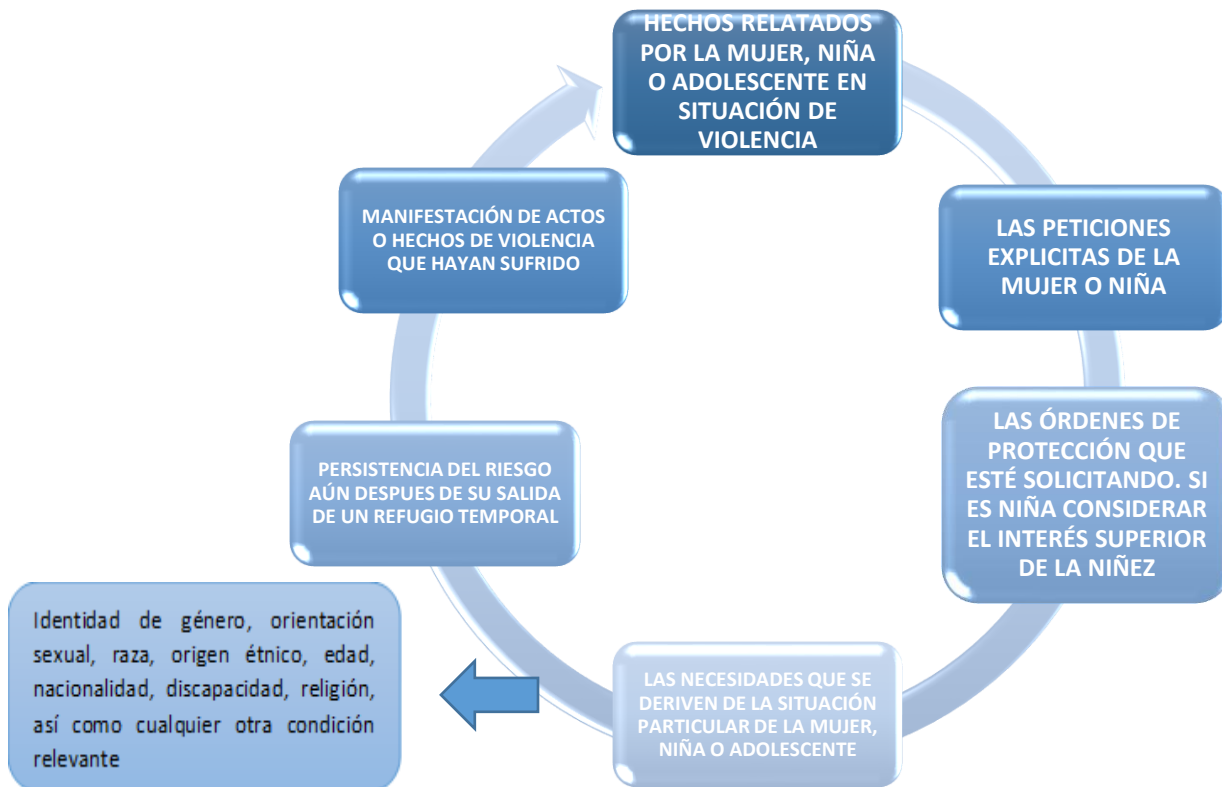 HECHOS RELATADOS
POR LA MUJER, NIÑA
O ADOLESCENTE EN
SITUACIÓN DE
VIOLENCIA
LAS PETICIONES
EXPLICITAS DE LA
MUJER O NIÑA
LAS ÓRDENES DE
PROTECCIÓN QUE
ESTÉ SOLICITANDO. SI
ES NIÑA CONSIDERAR
EL INTERÉS SUPERIOR
DE LA NIÑEZ
LAS NECESIDADES QUE SE
DERIVEN DE LA SITUACIÓN
PARTICULAR DE LA MUJER,
NIÑA O ADOLESCENTE
Identidad de género, orientación
sexual, raza, origen étnico, edad,
nacionalidad, discapacidad, religión,
así como cualquier otra condición
relevante
PERSISTENCIA DEL RIESGO
AÚN DESPUES DE SU SALIDA
DE UN REFUGIO TEMPORAL
MANIFESTACIÓN DE ACTOS
O HECHOS DE VIOLENCIA
QUE HAYAN SUFRIDO